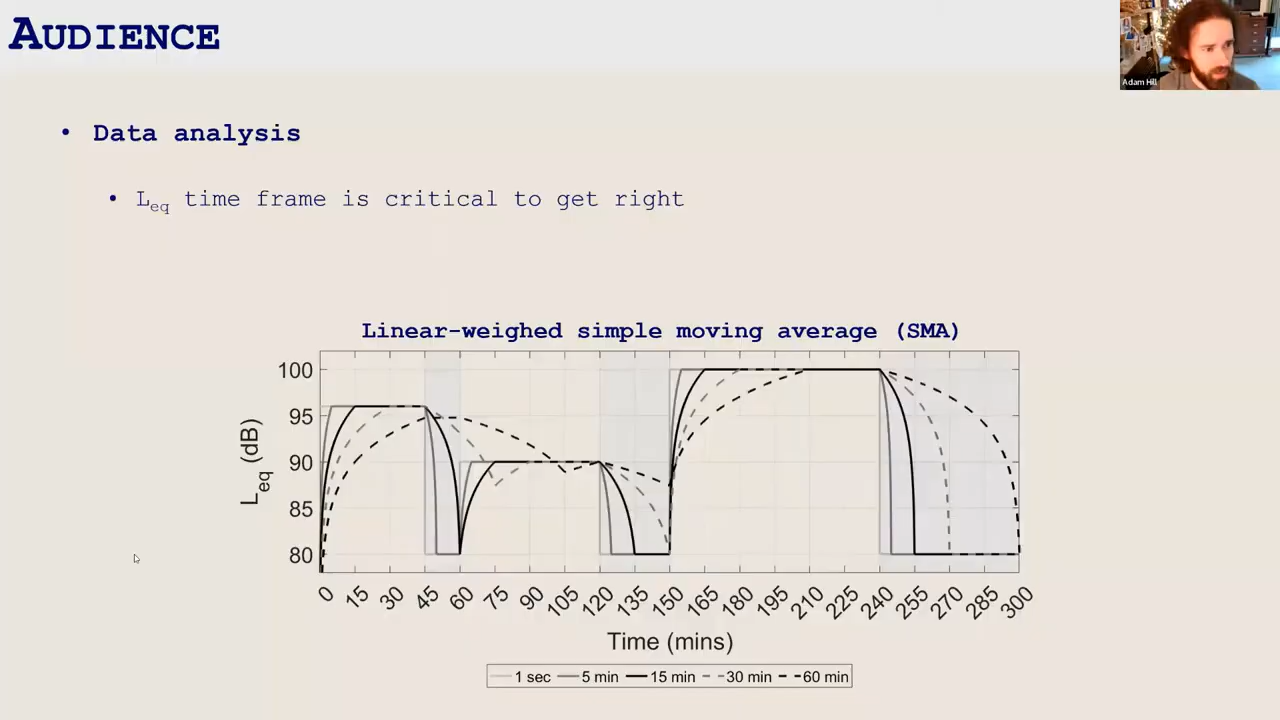 AUDIENCE
Adam Hill
• Data analysis
• Leq time frame is critical to get right
Linear-weighed simple moving average (SMA)
100
95
90
85
80
Leq (dB)
0 15 30 45 60 75 90 105 120 135 150 165 180 195 210 225 240 255 270 285 300
Time (mins)
1 sec 5 min 15 min 30 min 60 min